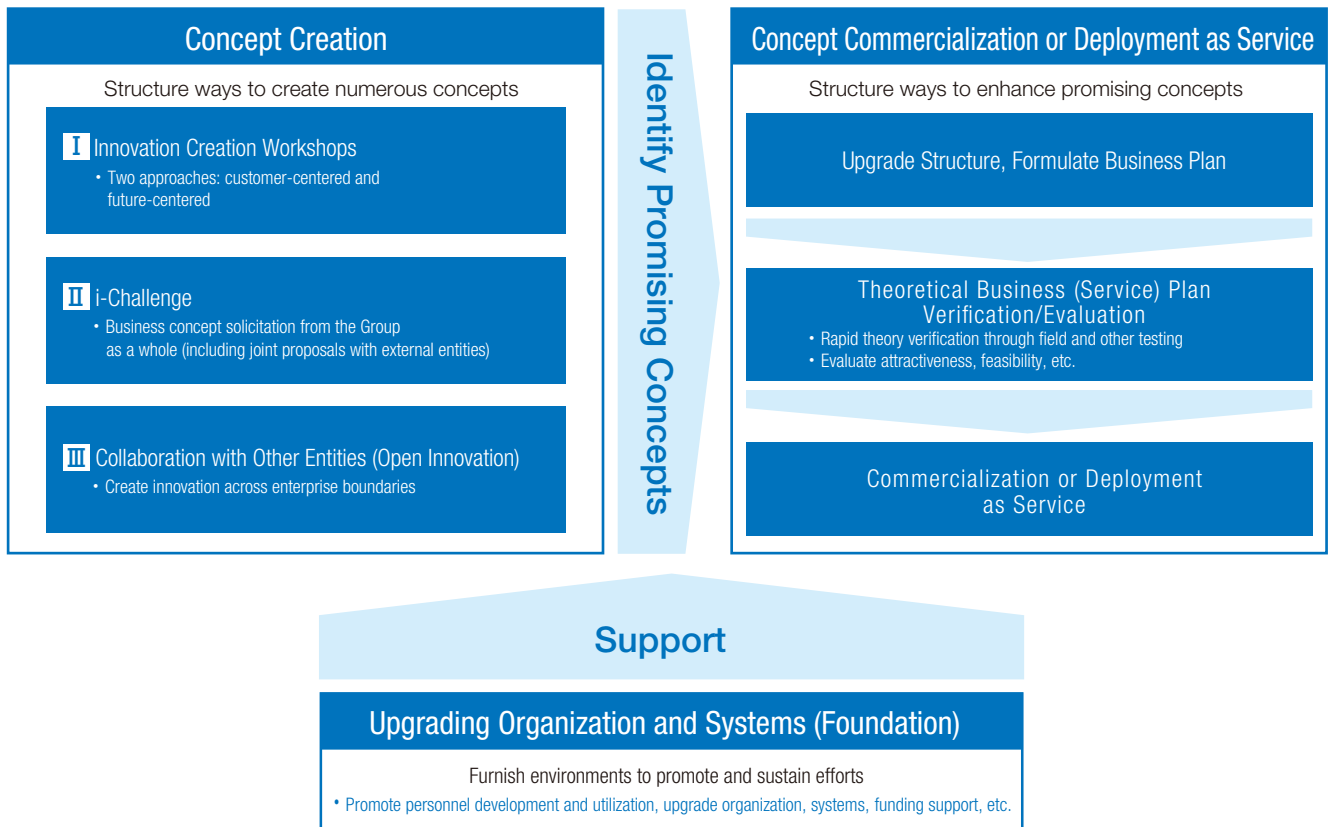 Concept Creation
Structure ways to create numerous concepts
I Innovation Creation Workshops
• Two approaches: customer-centered and
future-centered
II i-Challenge
• Business concept solicitation from the Group
as a whole (including joint proposals with external entities)
III Collaboration with Other Entities (Open Innovation)
• Create innovation across enterprise boundaries
Identify Promising Concepts
Concept Commercialization or Deployment as Service
Structure ways to enhance promising concepts
Upgrade Structure, Formulate Business Plan
Theoretical Business (Service) Plan
Verification/Evaluation
• Rapid theory verification through field and other testing
• Evaluate attractiveness, feasibility, etc.
Commercialization or Deployment
as Service
Support
Upgrading Organization and Systems (Foundation)
Furnish environments to promote and sustain efforts
• Promote personnel development and utilization, upgrade organization, systems, funding support, etc.